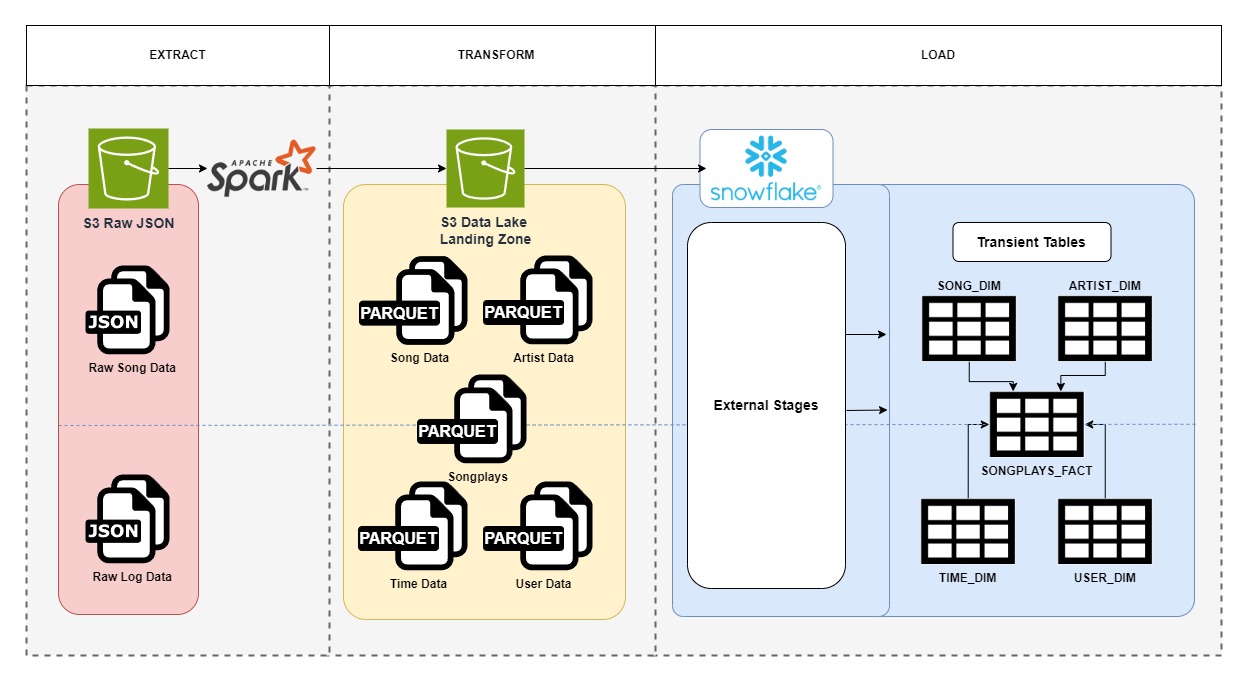 EXTRACT
TRANSFORM
LOAD
APACHE
Spark™
snowflake®
S3 Raw JSON
S3 Data Lake
Landing Zone
Transient Tables
JSON
Raw Song Data
PARQUET
Song Data
PARQUET
Artist Data
SONG_DIM
ARTIST_DIM
External Stages
PARQUET
Songplays
SONGPLAYS_FACT
JSON
Raw Log Data
PARQUET
Time Data
PARQUET
User Data
TIME_DIM
USER_DIM